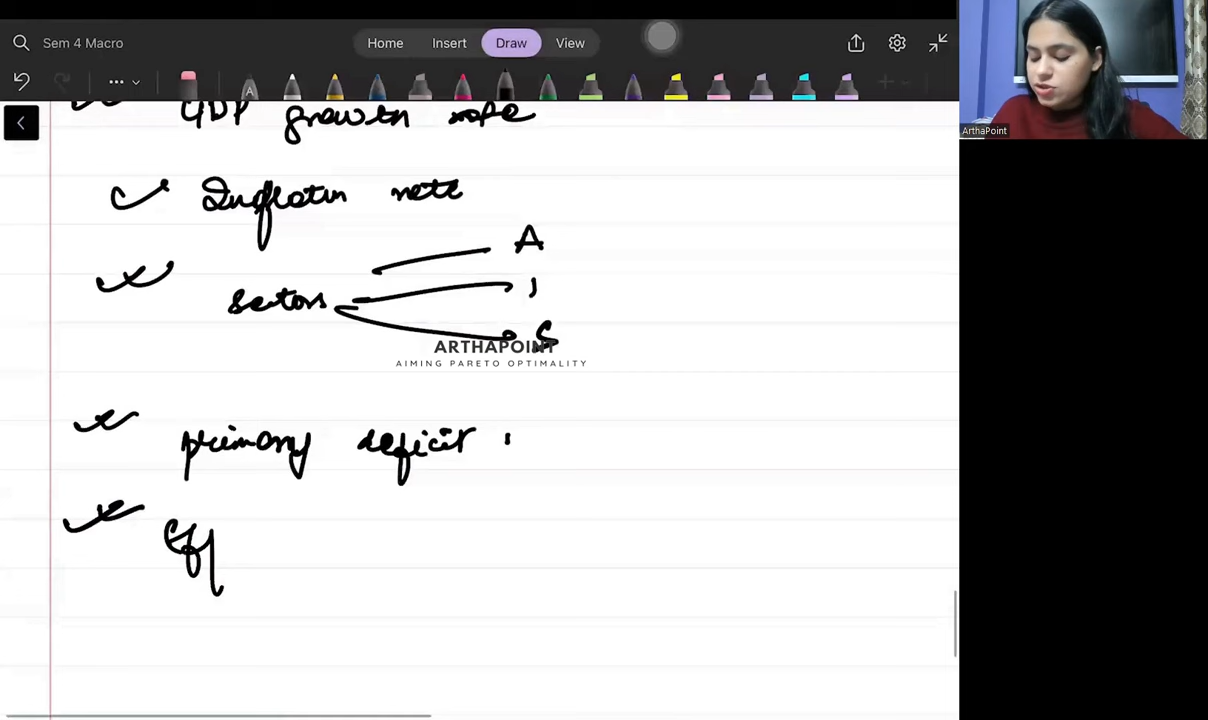 Sem 4 Macro
Home Insert Draw View
ArthaPoint
GDP growth rate
Inflation rate
A
Sectors I
S
ARTHAPOINT
AIMING PARETO OPTIMALITY
primary deficit
Eff